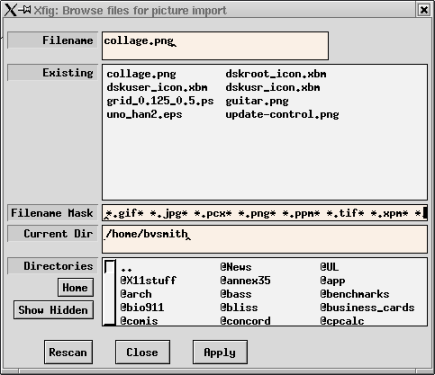 Xfig: Browse files for picture import
Filename collage.png
Existing collage.png dskroot_icon.xbm
dskuser_icon.xbm dskusr_icon.xbm
grid_0.125_0.5.ps guitar.png
uno_han2.eps update-control.png
Filename Mask *.gif* *.jpg* *.pcx* *.png* *.ppm* *.tif* *.xpm* *.
Current Dir /home/bvsmith
Directories .. @News @UL
@X11stuff @annex35 @app
Home @arch @bass @benchmarks
Show Hidden @bio911 @bliss @business_cards
@comis @concord @cpcalc
Rescan Close Apply